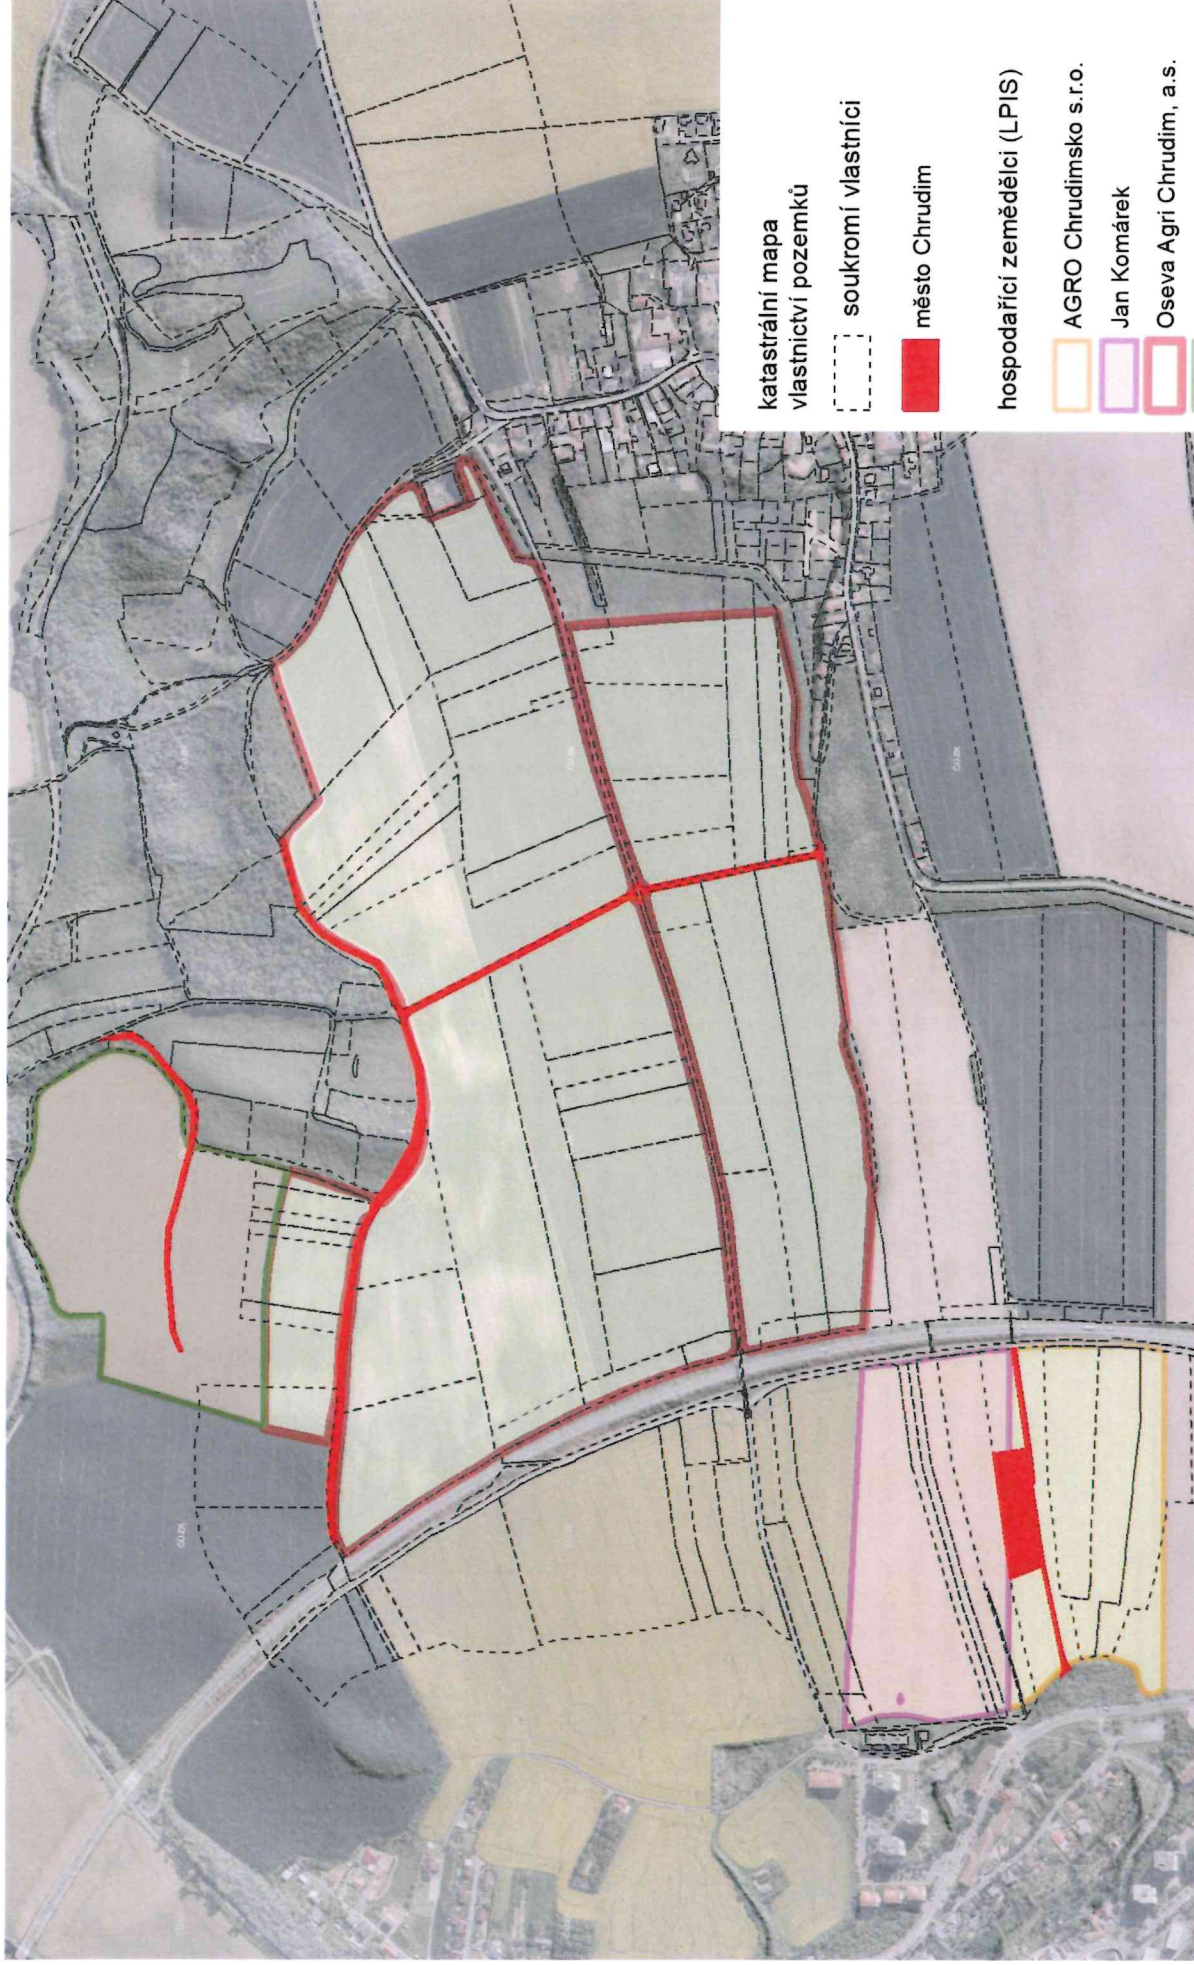 katastrální mapa
vlastnictví pozemků
soukromí vlastníci
město Chrudim
hospodařící zemědělci (LPIS)
AGRO Chrudimsko s.r.o.
Jan Komárek
Oseva Agri Chrudim, a.s.